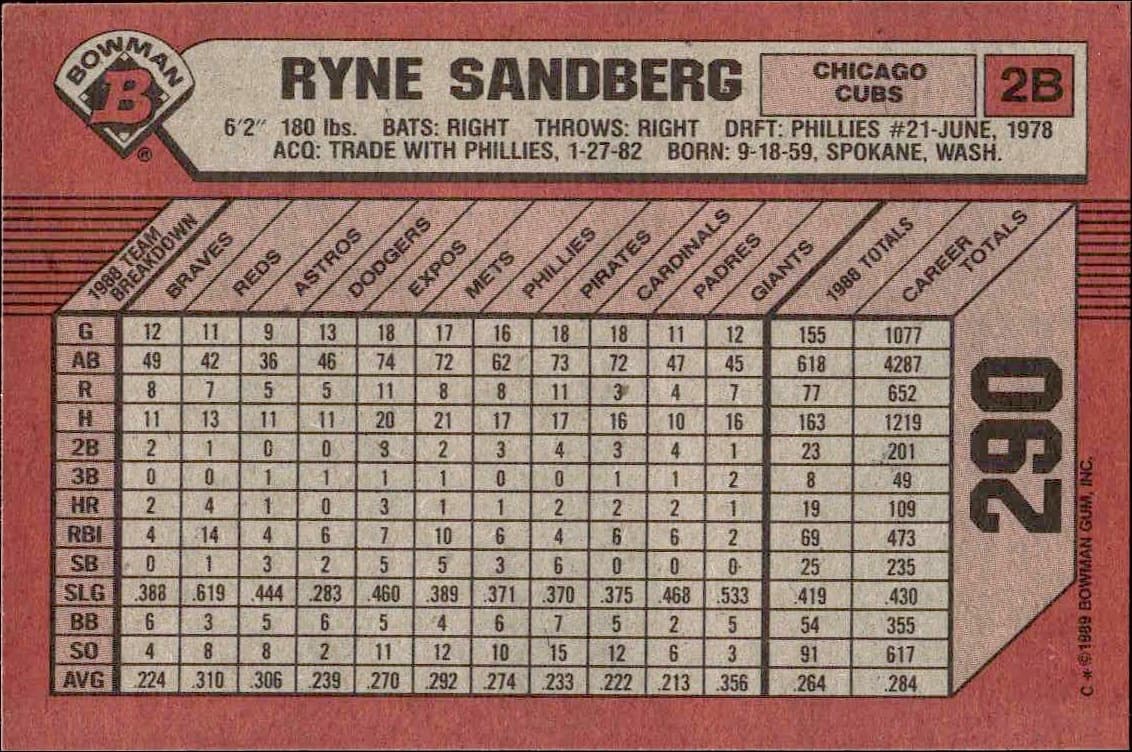 BOWMAN
B
®
RYNE SANDBERG
CHICAGO
CUBS
2B
6'2" 180 lbs. BATS: RIGHT THROWS: RIGHT DRFT: PHILLIES #21-JUNE, 1978
ACQ: TRADE WITH PHILLIES, 1-27-82 BORN: 9-18-59, SPOKANE, WASH.
1988 TEAM
BREAKDOWN
BRAVES
REDS
ASTROS
DODGERS
EXPOS
METS
PHILLIES
PIRATES
CARDINALS
PADRES
GIANTS
1988 TOTALS
CAREER
TOTALS
G 12 11 9 13 18 17 16 18 18 11 12 155 1077
AB 49 42 36 46 74 72 62 73 72 47 45 618 4287
R 8 7 5 5 11 8 8 11 3 4 7 77 652
H 11 13 11 11 20 21 17 17 16 10 16 163 1219
2B 2 1 0 0 3 2 3 4 3 4 1 23 201
3B 0 0 1 1 1 1 0 0 1 1 2 8 49
HR 2 4 1 0 3 1 1 2 2 2 1 19 109
RBI 4 14 4 6 7 10 6 4 6 6 2 69 473
SB 0 1 3 2 5 5 3 6 0 0 0 25 235
SLG .388 .619 .444 .283 .460 .389 .371 .370 .375 .468 .533 .419 .430
BB 6 3 5 6 5 4 6 7 5 2 5 54 355
SO 4 8 8 2 11 12 10 15 12 6 3 91 617
AVG .224 .310 .306 .239 .270 .292 .274 .233 .222 .213 .356 .264 .284
290
C * ©1989 BOWMAN GUM, INC.